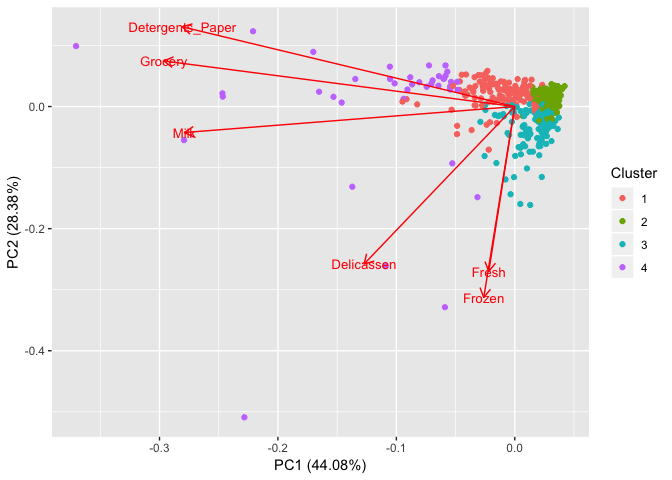 Detergents_Paper
Grocery
Milk
Delicassen
Fresh
Frozen
0.0
-0.2
-0.4
-0.3
-0.2
-0.1
0.0
PC1 (44.08%)
PC2 (28.38%)
Cluster
1
2
3
4